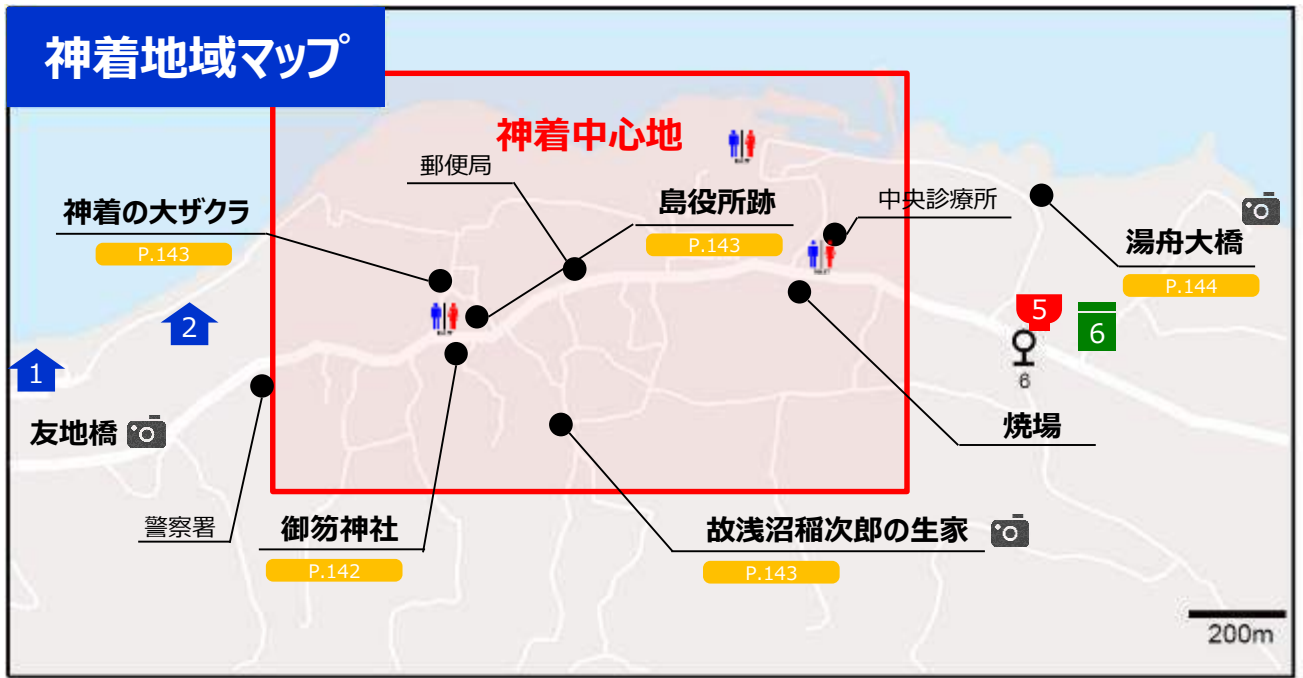 神着地域マップ
神着中心地
郵便局
神着の大ザクラ
P.143
島役所跡
P.143
中央診療所
湯舟大橋
P.144
2
1
5
6
6
友地橋
焼場
警察署
御笏神社
P.142
故浅沼稲次郎の生家
P.143
200m